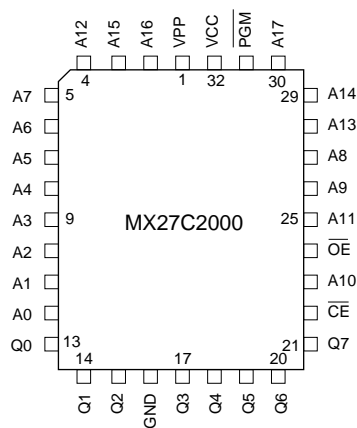 A12 A15 A16 VPP VCC PGM A17
4 1 32 30
A7 5 29 A14
A6 A13
A5 A8
A4 A9
A3 9 MX27C2000 25 A11
A2 OE
A1 A10
A0 CE
Q0 13 21 Q7
14 17 20
Q1 Q2 GND Q3 Q4 Q5 Q6